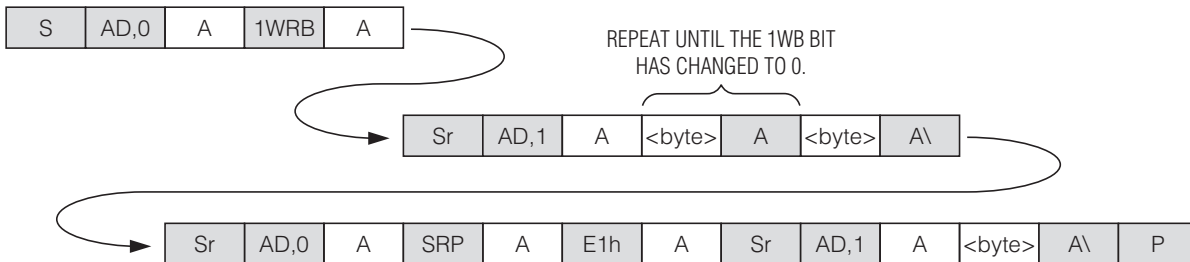 S AD,0 A 1WRB A
REPEAT UNTIL THE 1WB BIT
HAS CHANGED TO 0.
Sr AD,1 A <byte> A <byte> A\
Sr AD,0 A SRP A E1h A Sr AD,1 A <byte> A\ P